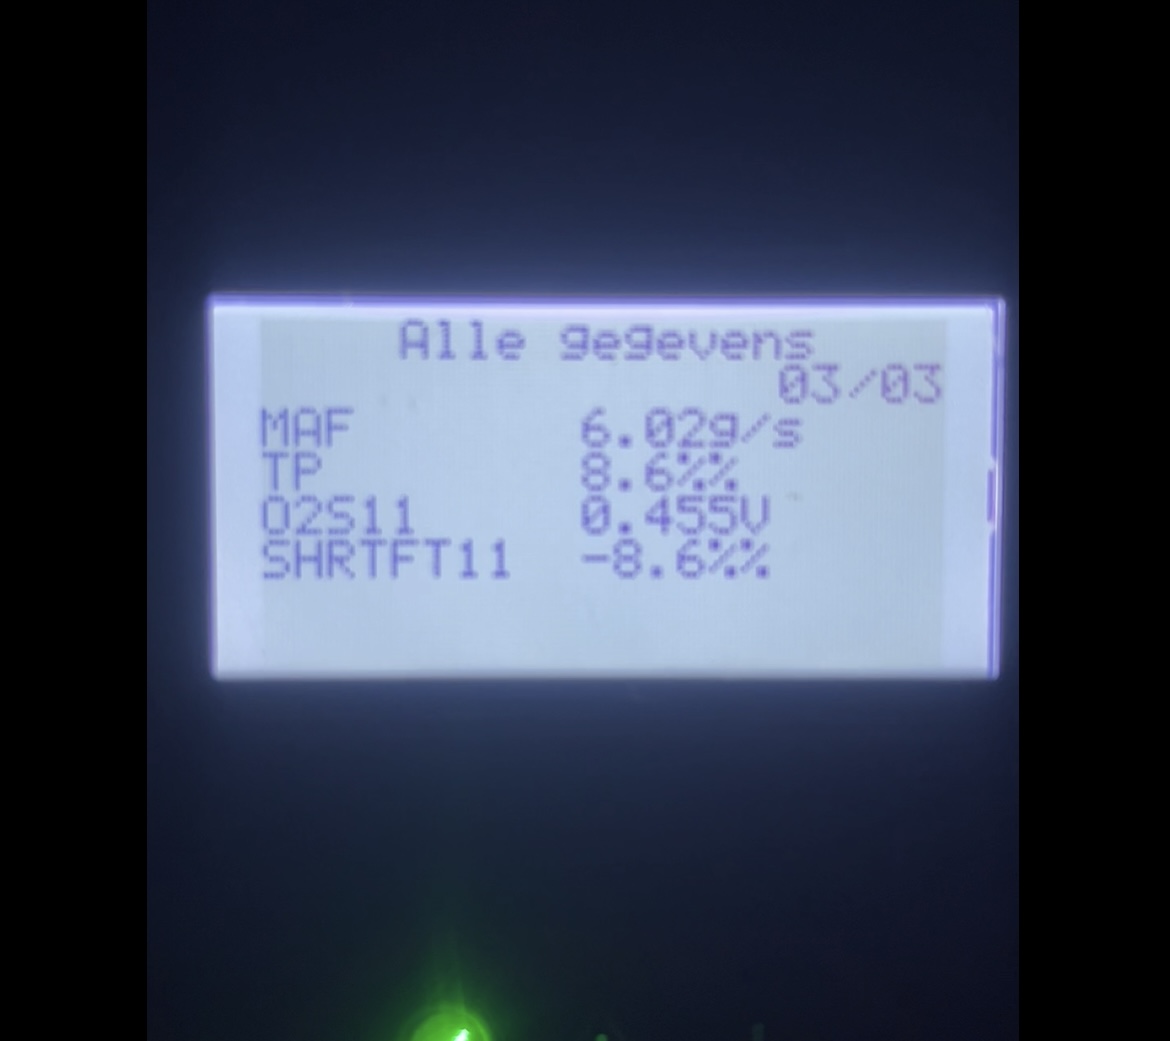 Alle gegevens
03/03
MAF 6.02g/s
TP 8.6%%
O2S11 0.455V
SHRTFT11 -8.6%%